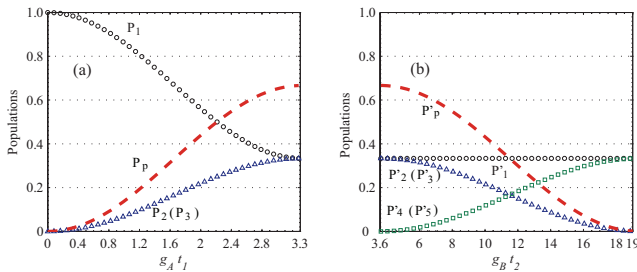 (a)
P1
Pp
P2 (P3)
Populations
1.0
0.8
0.6
0.4
0.2
0
0 0.4 0.8 1.2 1.6 2 2.4 2.8 3.3
gA t1
(b)
P'p
P'1
P'2 (P'3)
P'4 (P'5)
Populations
1.0
0.8
0.6
0.4
0.2
0
3.6 6 8 10 12 14 16 18 19
gB t2